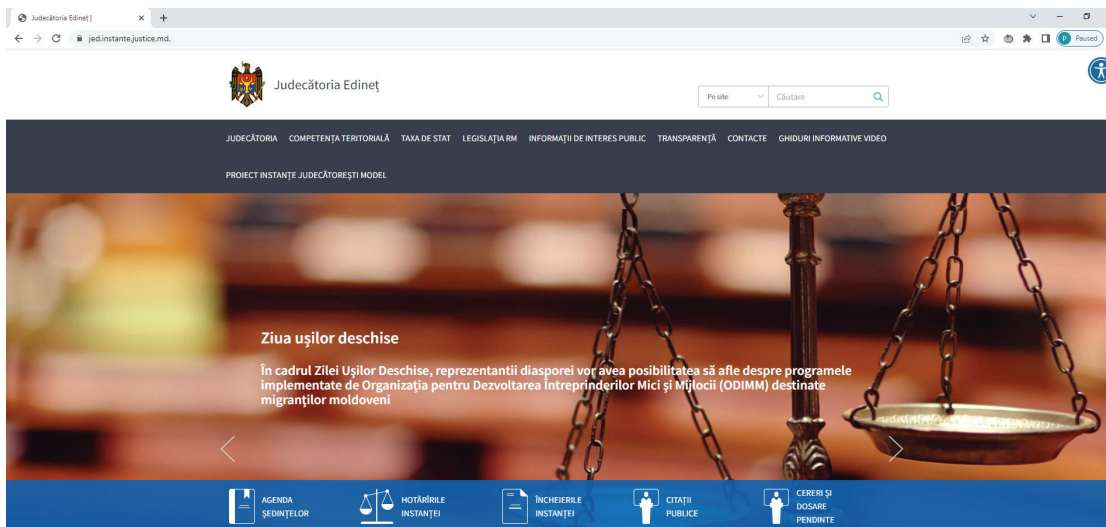 Judecătoria Edineț |
jed.instante.justice.md.
Paused
Judecătoria Edineț
Pe site
Căutare
JUDECĂTORIA COMPETENȚA TERITORIALĂ TAXA DE STAT LEGISLAȚIA RM INFORMAȚII DE INTERES PUBLIC TRANSPARENȚĂ CONTACTE GHIDURI INFORMATIVE VIDEO
PROIECT INSTANȚE JUDECĂTOREȘTI MODEL
Ziua ușilor deschise
În cadrul Zilei Ușilor Deschise, reprezentantii diasporei vor avea posibilitatea să afle despre programele
implementate de Organizația pentru Dezvoltarea Întreprinderilor Mici și Mijlocii (ODIMM) destinate
migranților moldoveni
AGENDA
ȘEDINȚELOR
HOTĂRÎRILE
INSTANȚEI
ÎNCHEIERILE
INSTANȚEI
CITAȚII
PUBLICE
CERERI ȘI
DOSARE
PENDINTE